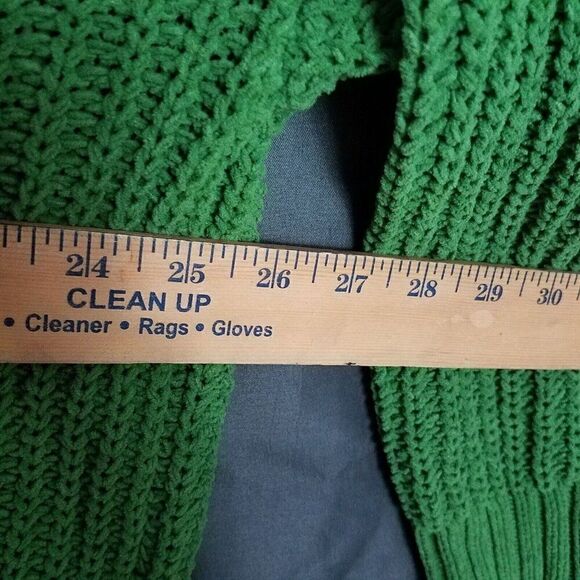 24 25 26 27 28 29 30
CLEAN UP
• Cleaner • Rags • Gloves